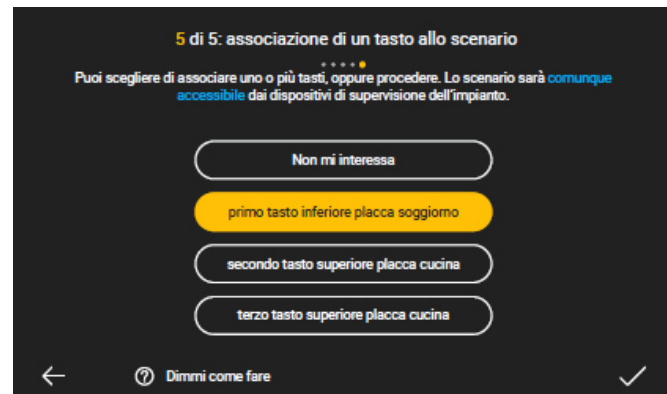 5 di 5: associazione di un tasto allo scenario
Puoi scegliere di associare uno o più tasti, oppure procedere. Lo scenario sarà comunque
accessibile dai dispositivi di supervisione dell'impianto.
Non mi interessa
primo tasto inferiore placca soggiorno
secondo tasto superiore placca cucina
terzo tasto superiore placca cucina
Dimmi come fare